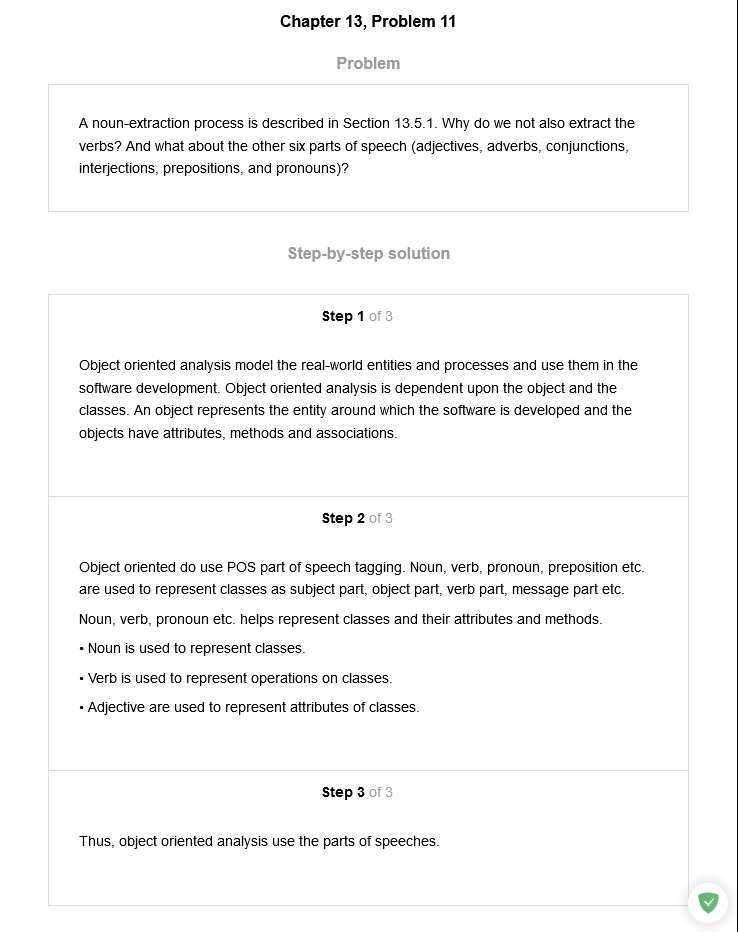 Chapter 13, Problem 11
Problem
A noun-extraction process is described in Section 13.5.1. Why do we not also extract the
verbs? And what about the other six parts of speech (adjectives, adverbs, conjunctions,
interjections, prepositions, and pronouns)?
Step-by-step solution
Step 1 of 3
Object oriented analysis model the real-world entities and processes and use them in the
software development. Object oriented analysis is dependent upon the object and the
classes. An object represents the entity around which the software is developed and the
objects have attributes, methods and associations.
Step 2 of 3
Object oriented do use POS part of speech tagging. Noun, verb, pronoun, preposition etc.
are used to represent classes as subject part, object part, verb part, message part etc.
Noun, verb, pronoun etc. helps represent classes and their attributes and methods.
• Noun is used to represent classes.
• Verb is used to represent operations on classes.
• Adjective are used to represent attributes of classes.
Step 3 of 3
Thus, object oriented analysis use the parts of speeches.